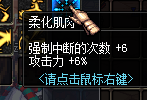 柔化肌肉
强制中断的次数 +6
攻击力 +6%
<请点击鼠标右键>